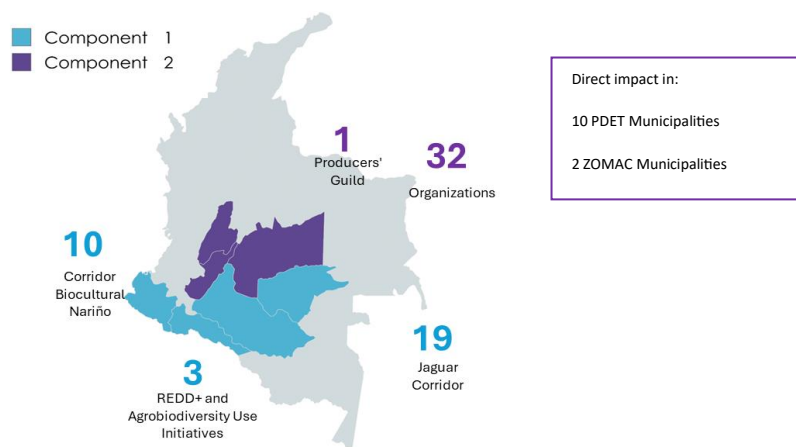 Component 1
Component 2
Direct impact in:
10 PDET Municipalities
2 ZOMAC Municipalities
1
Producers'
Guild
32
Organizations
10
Corridor
Biocultural
Nariño
19
Jaguar
Corridor
3
REDD+ and
Agrobiodiversity Use
Initiatives